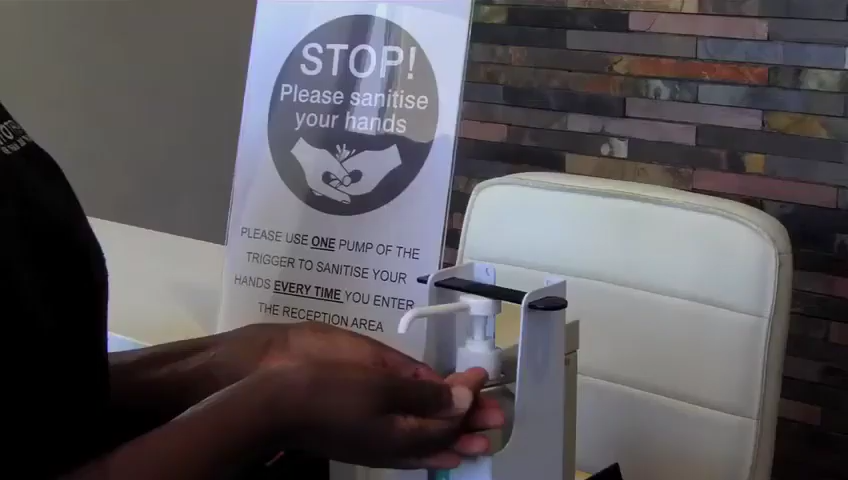 STOP!
Please sanitise
your hands
PLEASE USE ONE PUMP OF THE
TRIGGER TO SANITISE YOUR
HANDS EVERY TIME YOU ENTER
THE RECEPTION AREA